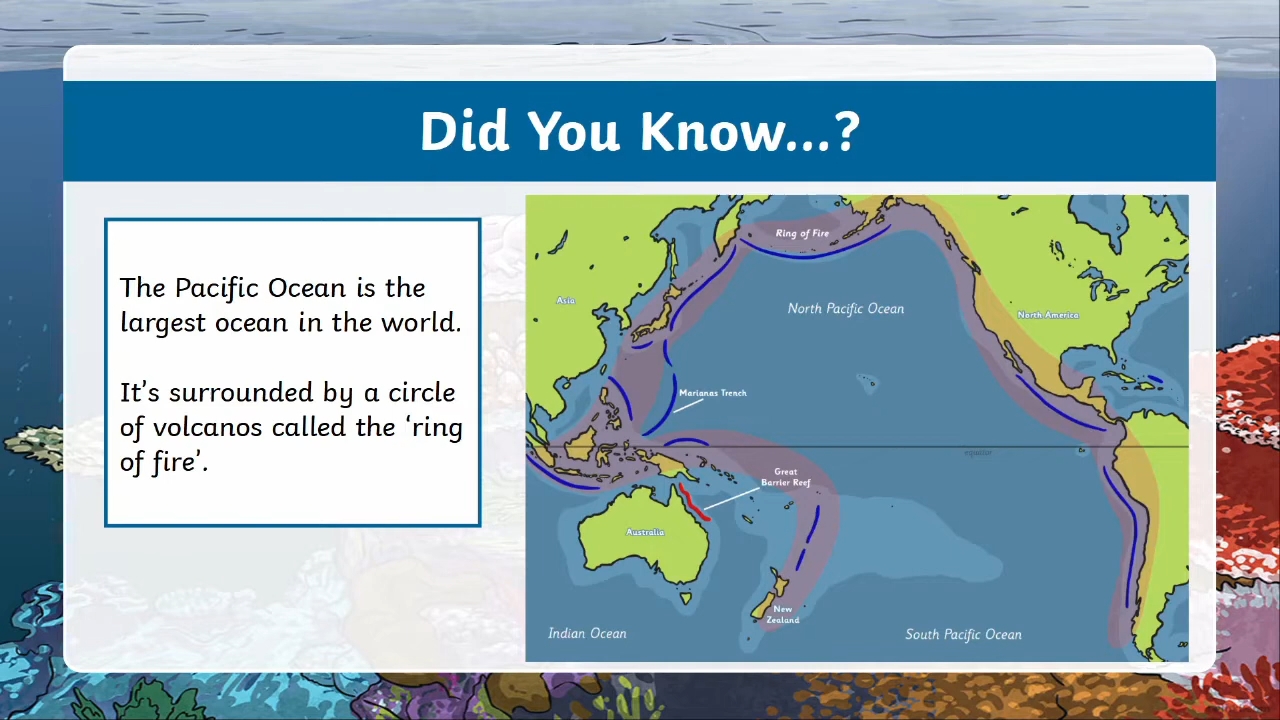 Did You Know...?
The Pacific Ocean is the
largest ocean in the world.
It's surrounded by a circle
of volcanos called the ‘ring
of fire’.
Ring of Fire
Asia
North Pacific Ocean
North America
Marianas Trench
equator
Great
Barrier Reef
Australia
New
Zealand
Indian Ocean
South Pacific Ocean